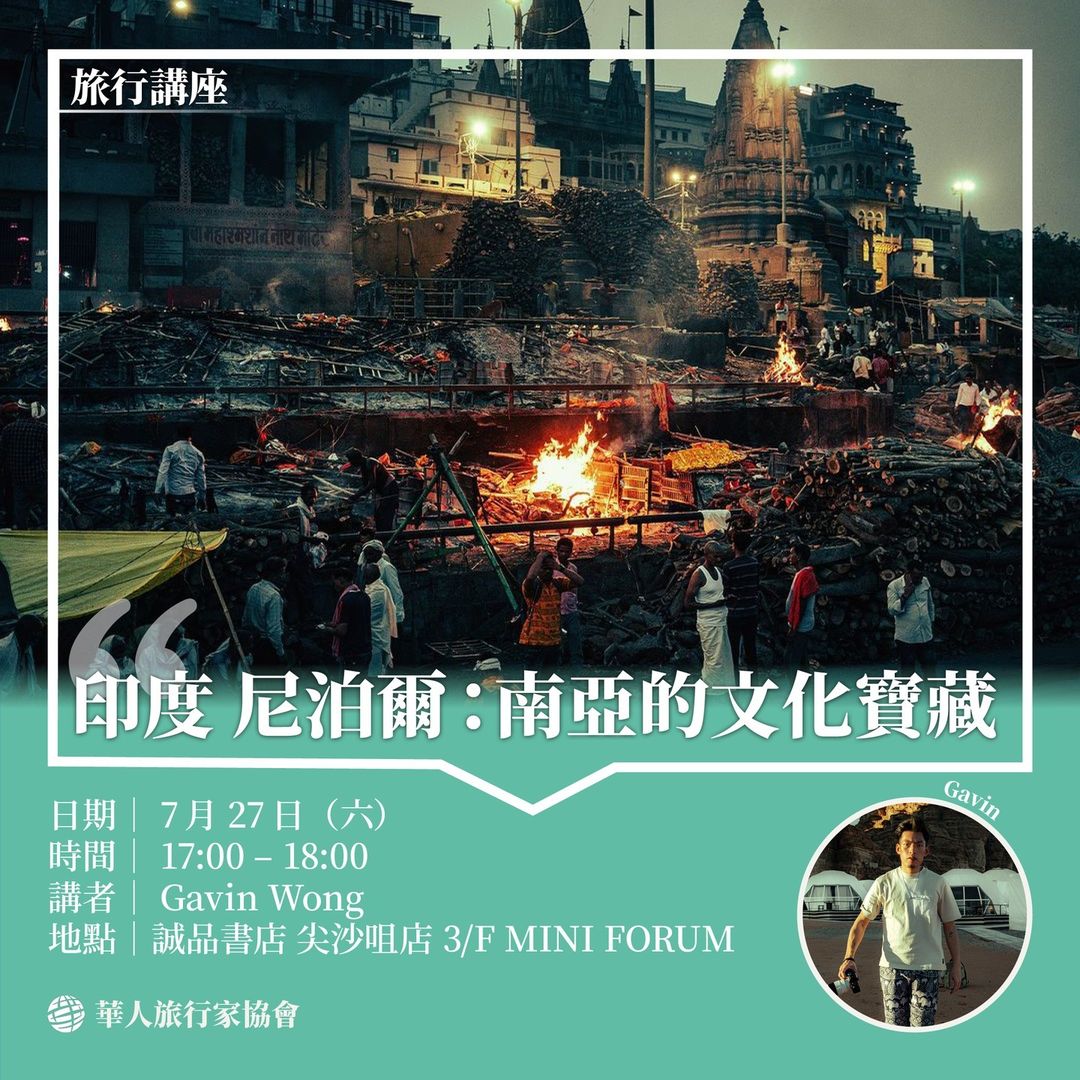 旅行講座
印度 尼泊爾：南亞的文化寶藏
日期｜ 7 月 27 日（六）
時間｜ 17:00 – 18:00
講者｜ Gavin Wong
地點｜誠品書店 尖沙咀店 3/F MINI FORUM
Gavin
華人旅行家協會